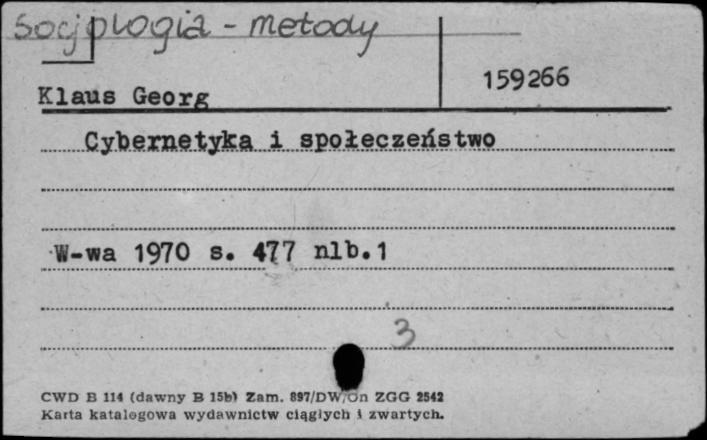 Socjologia - metody
159266
Klaus Georg
Cybernetyka i społeczeństwo
W-wa 1970 s. 477 nlb.1
3
CWD B 114 (dawny B 15b) Zam. 897/DW/On ZGG 2542
Karta katalogowa wydawnictw ciągłych i zwartych.